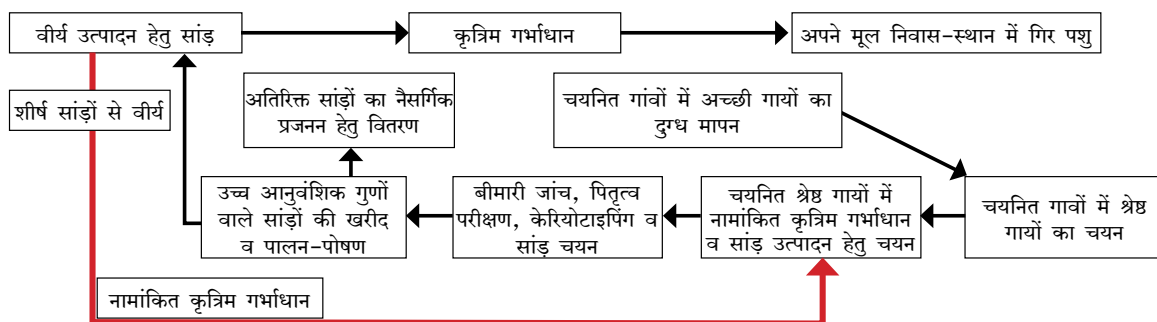 वीर्य उत्पादन हेतु सांड़
कृत्रिम गर्भाधान
अपने मूल निवास-स्थान में गिर पशु
शीर्ष सांड़ों से वीर्य
अतिरिक्त सांड़ों का नैसर्गिक
प्रजनन हेतु वितरण
चयनित गांवों में अच्छी गायों का
दुग्ध मापन
उच्च आनुवंशिक गुणों
वाले सांड़ों की खरीद
व पालन-पोषण
बीमारी जांच, पितृत्व
परीक्षण, केरियोटाइपिंग व
सांड़ चयन
चयनित श्रेष्ठ गायों में
नामांकित कृत्रिम गर्भाधान
व सांड़ उत्पादन हेतु चयन
चयनित गावों में श्रेष्ठ
गायों का चयन
नामांकित कृत्रिम गर्भाधान